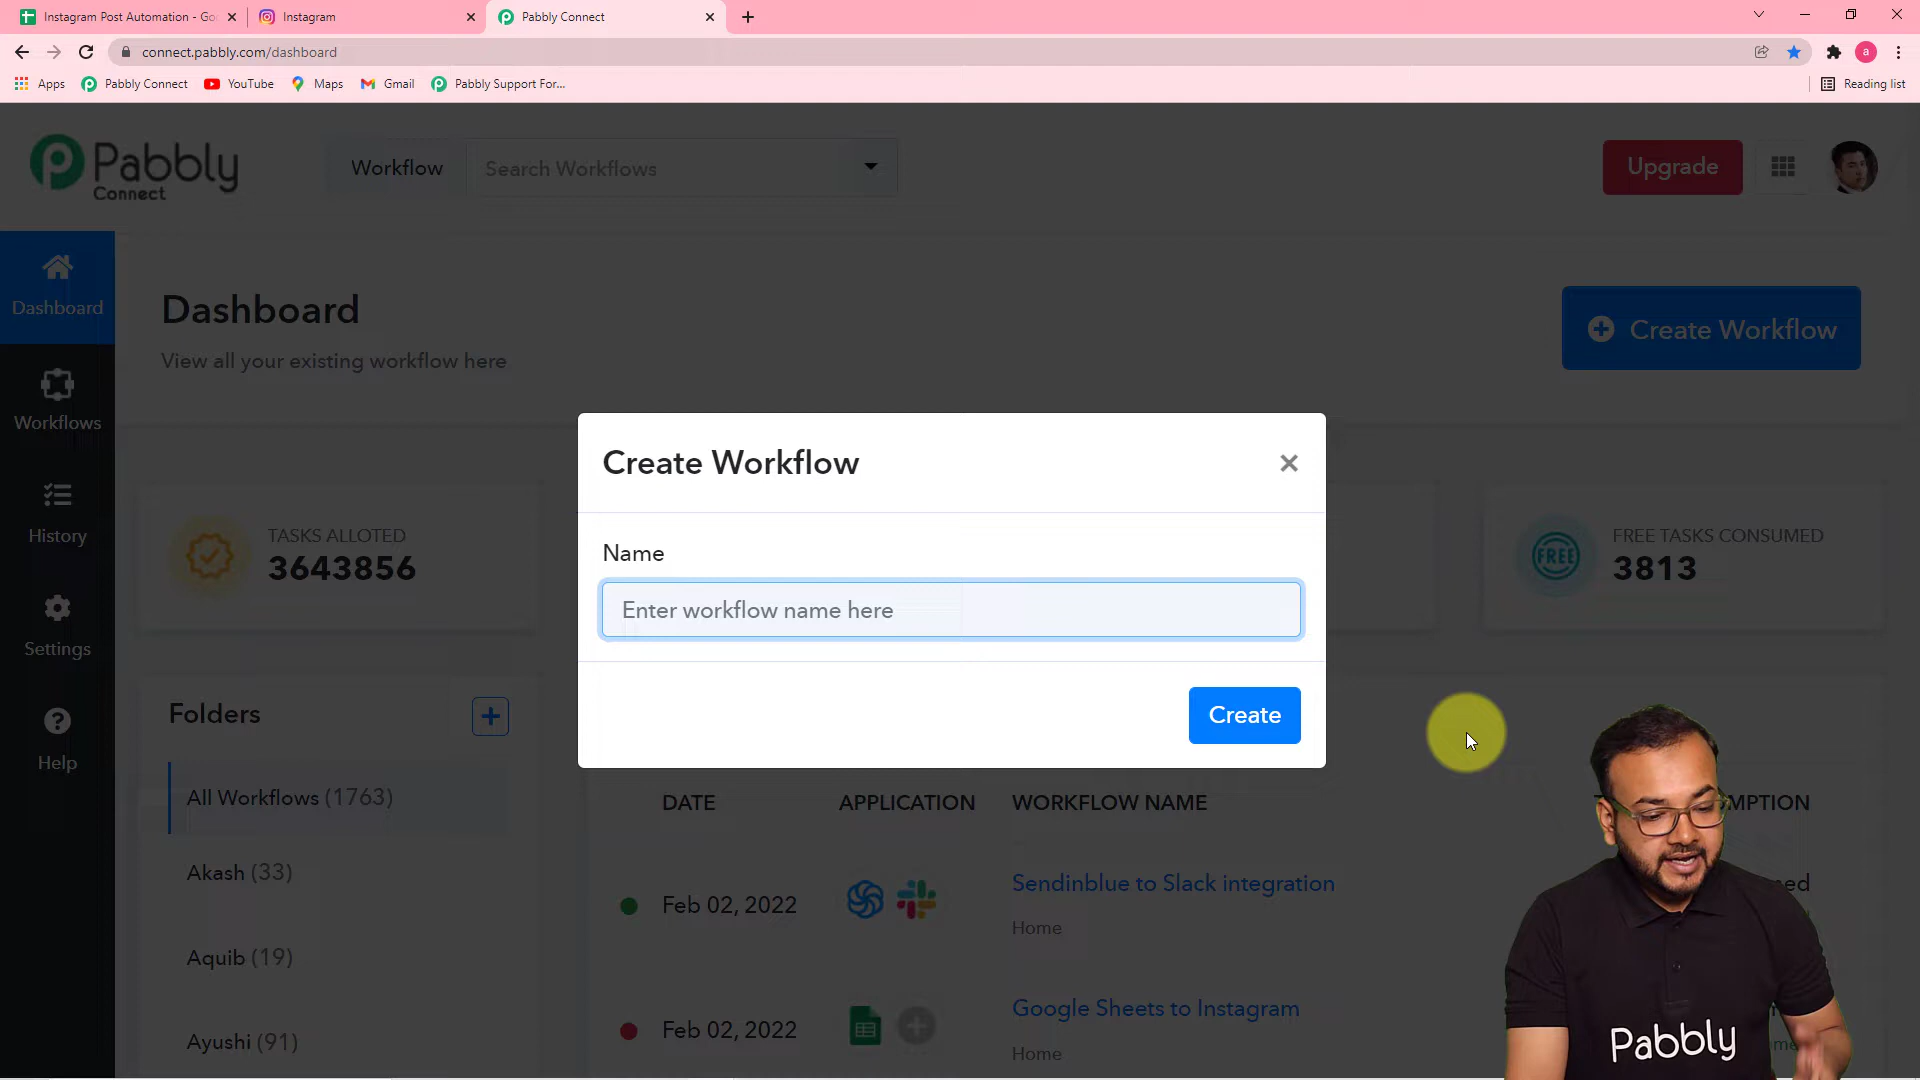 Instagram Post Automation - Goo
Instagram
Pabbly Connect
connect.pabbly.com/dashboard
a
Apps
Pabbly Connect
YouTube
Maps
Gmail
Pabbly Support For...
Reading list
Pabbly
Connect
Workflow
Search Workflows
Upgrade
Dashboard
Workflows
History
Settings
Help
Dashboard
View all your existing workflow here
Create Workflow
Create Workflow
Name
Enter workflow name here
Create
TASKS ALLOTED
3643856
FREE
FREE TASKS CONSUMED
3813
Folders
All Workflows (1763)
Akash (33)
Aquib (19)
Ayushi (91)
DATE
APPLICATION
WORKFLOW NAME
Feb 02, 2022
Sendinblue to Slack integration
Home
Feb 02, 2022
Google Sheets to Instagram
Home
Pabbly